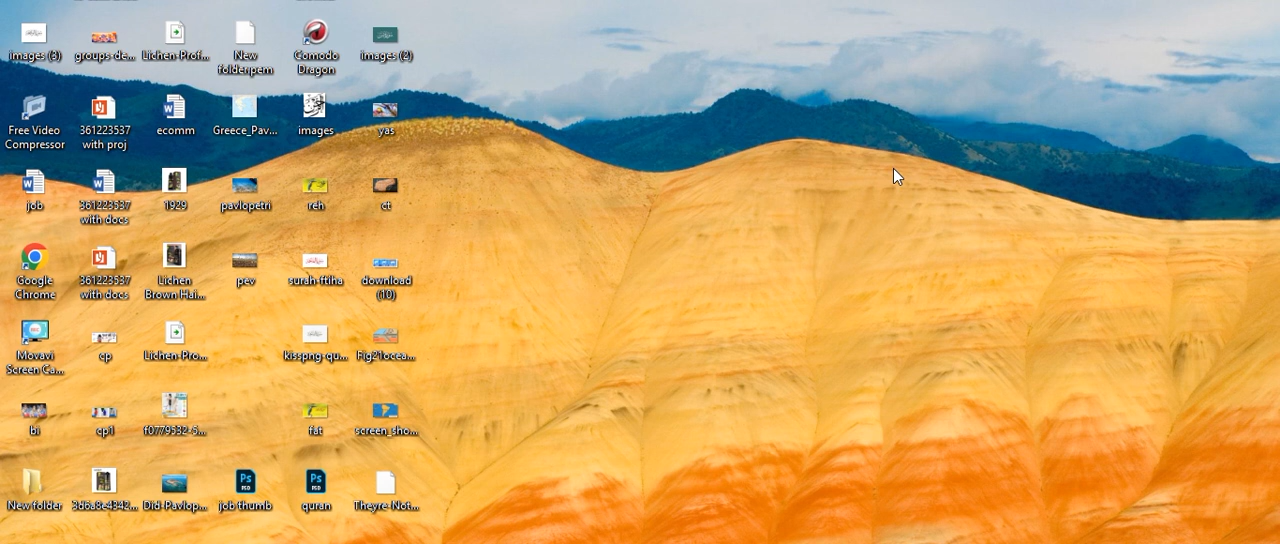 images (3)
groups-de...
Lichen-Prof...
New
folderjpem
Comodo
Dragon
images (2)
Free Video
Compressor
361223537
with proj
ecomm
Greece_Pav...
images
yas
job
361223537
with docs
1929
pavlopetri
reh
ct
Google
Chrome
361223537
with docs
Lichen
Brown Hai...
pev
surah-ftiha
download
(10)
Movavi
Screen Ca...
cp
Lichen-Pro...
kisspng-qu...
Fig21ocea...
bi
cp1
f0779532-5...
fat
screen_sho...
New folder
3d6a8e4342...
Did-Pavlop...
job thumb
quran
Theyre-Not...